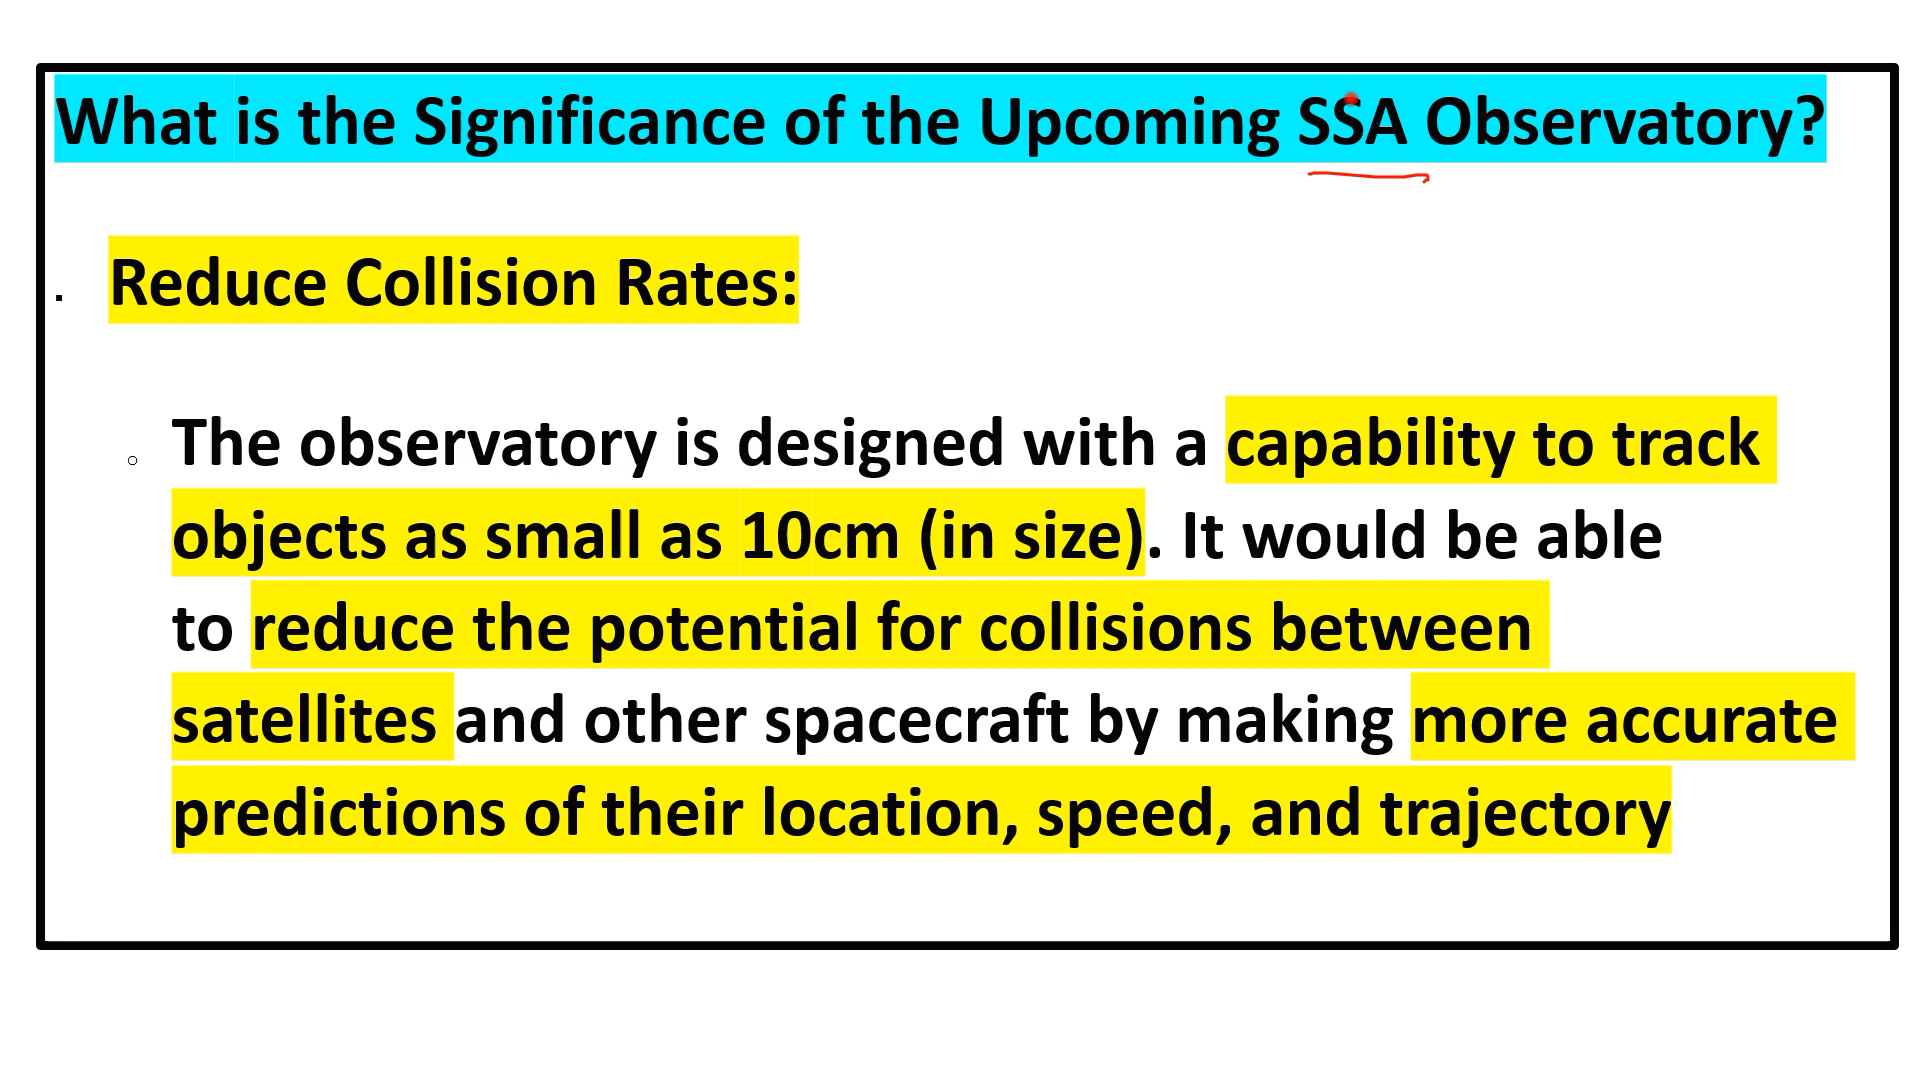 What is the Significance of the Upcoming SSA Observatory?
Reduce Collision Rates:
The observatory is designed with a capability to track
objects as small as 10cm (in size). It would be able
to reduce the potential for collisions between
satellites and other spacecraft by making more accurate
predictions of their location, speed, and trajectory